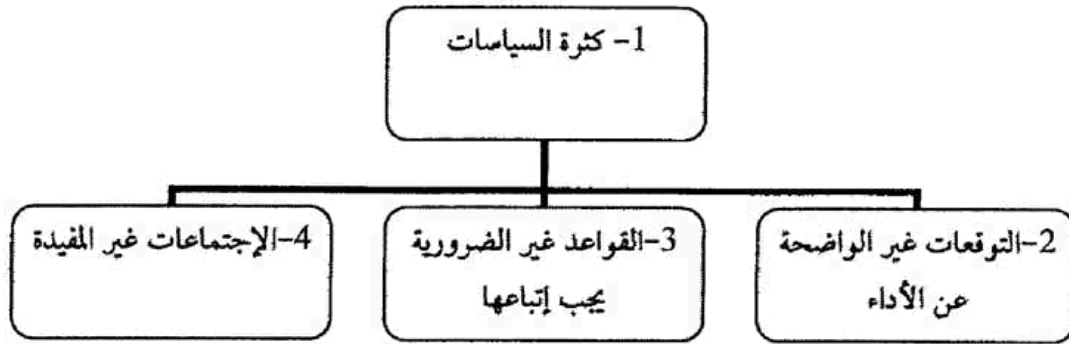 1- كثرة السياسات
2-التوقعات غير الواضحة
عن الأداء
3-القواعد غير الضرورية
يجب إتباعها
4-الإجتماعات غير المفيدة